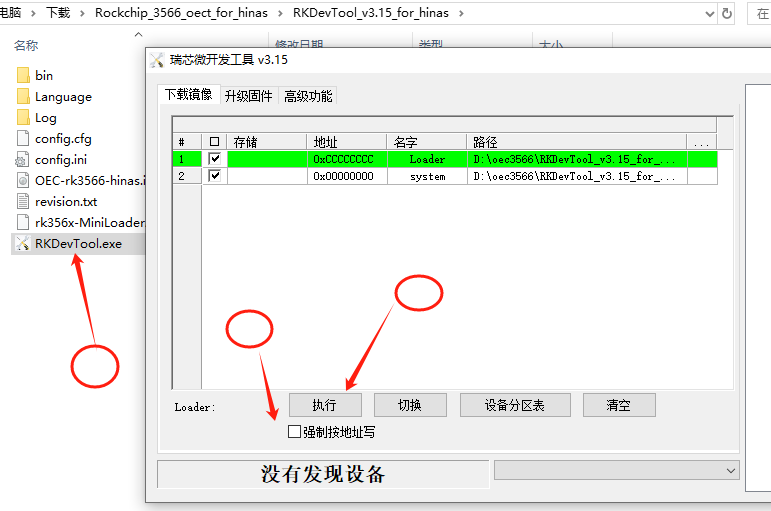 电脑 › 下载 › Rockchip_3566_oect_for_hinas › RKDevTool_v3.15_for_hinas › 在
名称 修改日期 类型 大小
bin
Language
Log
config.cfg
config.ini
OEC-rk3566-hinas.i
revision.txt
rk356x-MiniLoader
RKDevTool.exe
瑞芯微开发工具 v3.15
下载镜像 升级固件 高级功能
# 存储 地址 名字 路径 ...
1 0xCCCCCCCC Loader D:\oec3566\RKDevTool_v3.15_for_...
2 0x00000000 system D:\oec3566\RKDevTool_v3.15_for_...
Loader: 执行 切换 设备分区表 清空
强制按地址写
没有发现设备